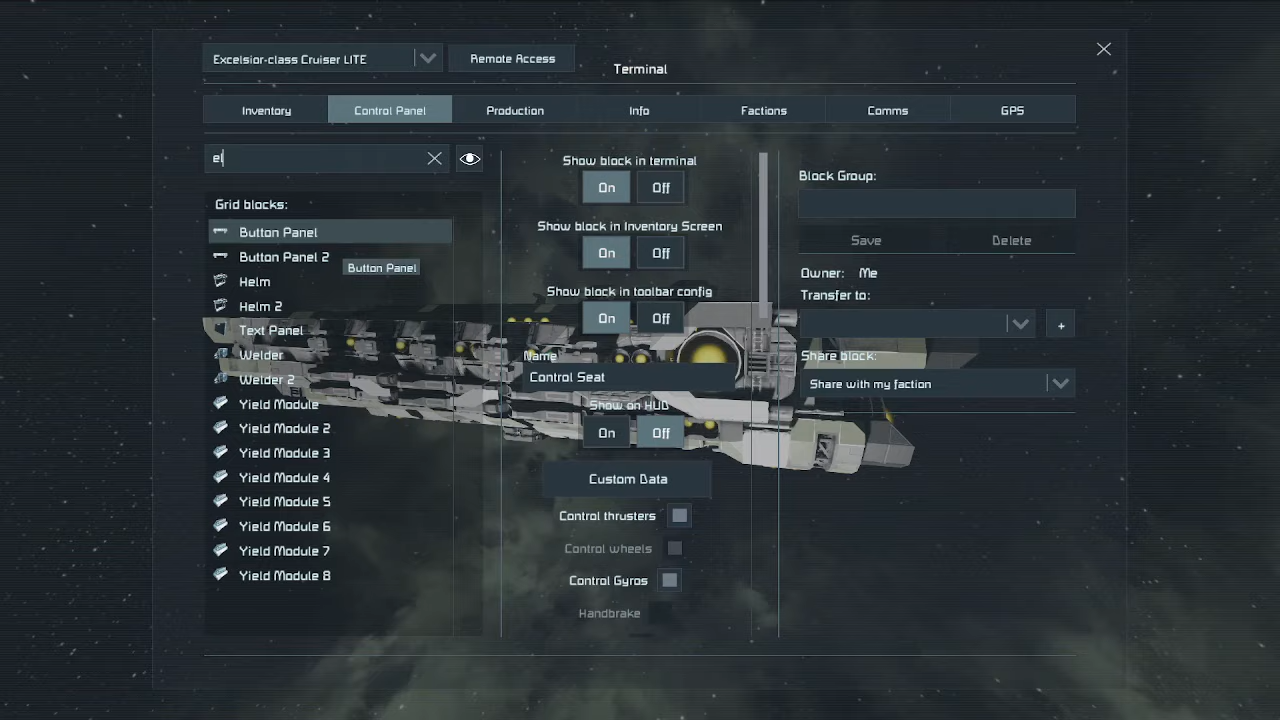 Excelsior-class Cruiser LITE
Remote Access
Terminal
Inventory
Control Panel
Production
Info
Factions
Comms
GPS
el
Grid blocks:
Button Panel
Button Panel 2
Button Panel
Helm
Helm 2
Text Panel
Welder
Welder 2
Yield Module
Yield Module 2
Yield Module 3
Yield Module 4
Yield Module 5
Yield Module 6
Yield Module 7
Yield Module 8
Show block in terminal
On Off
Show block in Inventory Screen
On Off
Show block in toolbar config
On Off
Name
Control Seat
Show on HUD
On Off
Custom Data
Control thrusters
Control wheels
Control Gyros
Handbrake
Block Group:
Save Delete
Owner: Me
Transfer to:
+
Share block:
Share with my faction